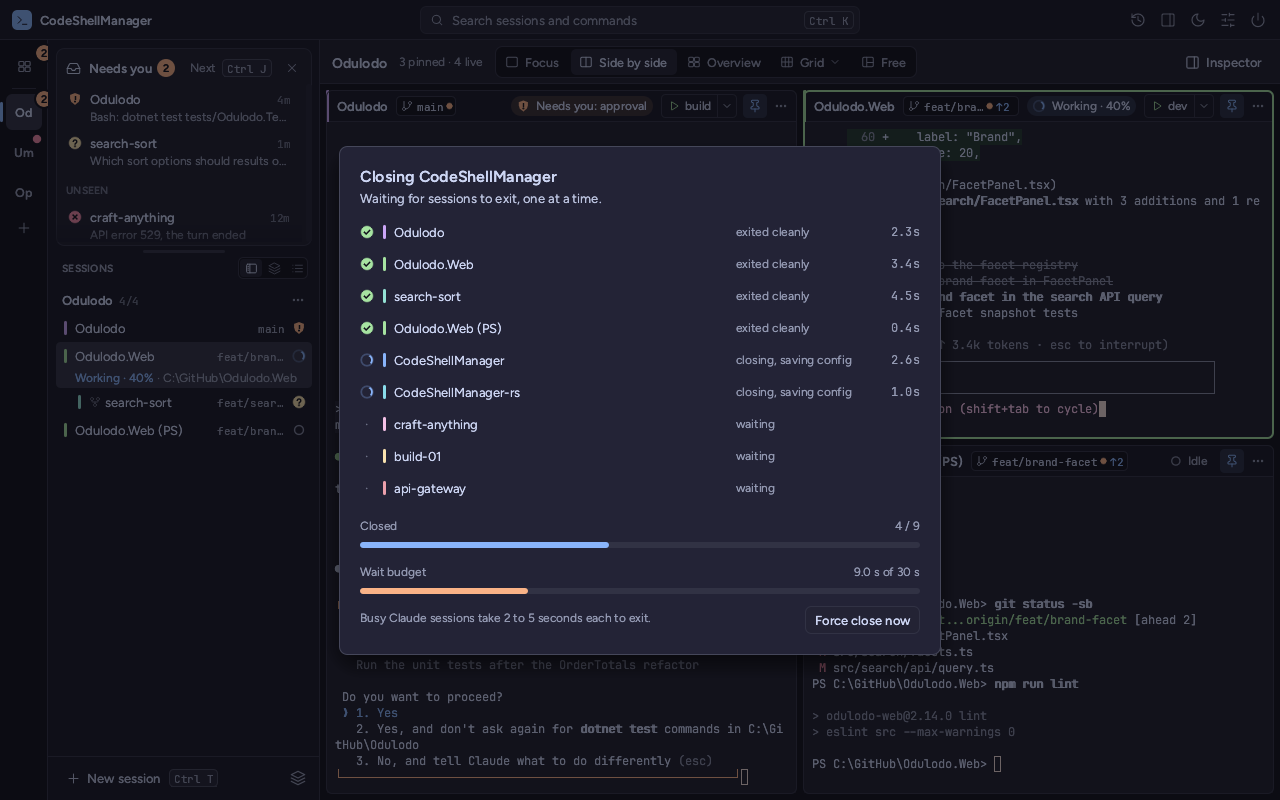 CodeShellManager
Search sessions and commands
Ctrl K
2
2
Od
Um
Op
Needs you 2 Next Ctrl J
Odulodo 4m
Bash: dotnet test tests/Odulodo.Te…
search-sort 1m
Which sort options should results o…
UNSEEN
craft-anything 12m
API error 529, the turn ended
SESSIONS
Odulodo 4/4
Odulodo main
Odulodo.Web feat/bran…
Working · 40% · C:\GitHub\Odulodo.Web
search-sort feat/sear…
Odulodo.Web (PS) feat/bran…
New session Ctrl T
Odulodo 3 pinned · 4 live
Focus Side by side Overview Grid Free
Inspector
Odulodo main Needs you: approval build
Odulodo.Web feat/bra… ↑2 Working · 40% dev
60 + label: "Brand",
e: 20,
h/FacetPanel.tsx)
earch/FacetPanel.tsx with 3 additions and 1 re
o the facet registry
brand facet in FacetPanel
nd facet in the search API query
facet snapshot tests
3.4k tokens · esc to interrupt)
on (shift+tab to cycle)
Closing CodeShellManager
Waiting for sessions to exit, one at a time.
Odulodo exited cleanly 2.3s
Odulodo.Web exited cleanly 3.4s
search-sort exited cleanly 4.5s
Odulodo.Web (PS) exited cleanly 0.4s
CodeShellManager closing, saving config 2.6s
CodeShellManager-rs closing, saving config 1.0s
craft-anything waiting
build-01 waiting
api-gateway waiting
Closed 4 / 9
Wait budget 9.0 s of 30 s
Busy Claude sessions take 2 to 5 seconds each to exit.
Force close now
Run the unit tests after the OrderTotals refactor
Do you want to proceed?
❯ 1. Yes
2. Yes, and don't ask again for dotnet test commands in C:\Gi
tHub\Odulodo
3. No, and tell Claude what to do differently (esc)
PS) feat/brand-facet ↑2 Idle
o.Web> git status -sb
t...origin/feat/brand-facet [ahead 2]
etPanel.tsx
M src/search/facets.ts
M src/search/api/query.ts
PS C:\GitHub\Odulodo.Web> npm run lint
> odulodo-web@2.14.0 lint
> eslint src --max-warnings 0
PS C:\GitHub\Odulodo.Web>